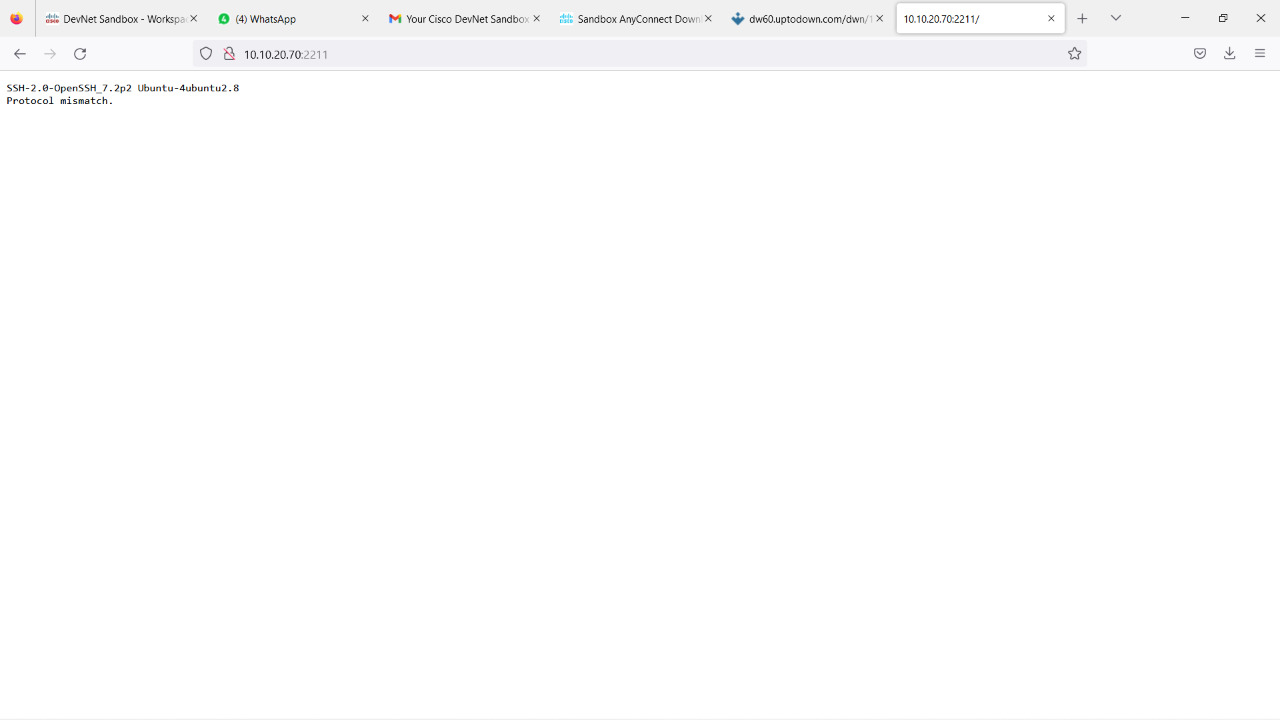 DevNet Sandbox - Workspa
(4) WhatsApp
Your Cisco DevNet Sandbox
Sandbox AnyConnect Down
dw60.uptodown.com/dwn/1
10.10.20.70:2211/
10.10.20.70:2211
SSH-2.0-OpenSSH_7.2p2 Ubuntu-4ubuntu2.8
Protocol mismatch.